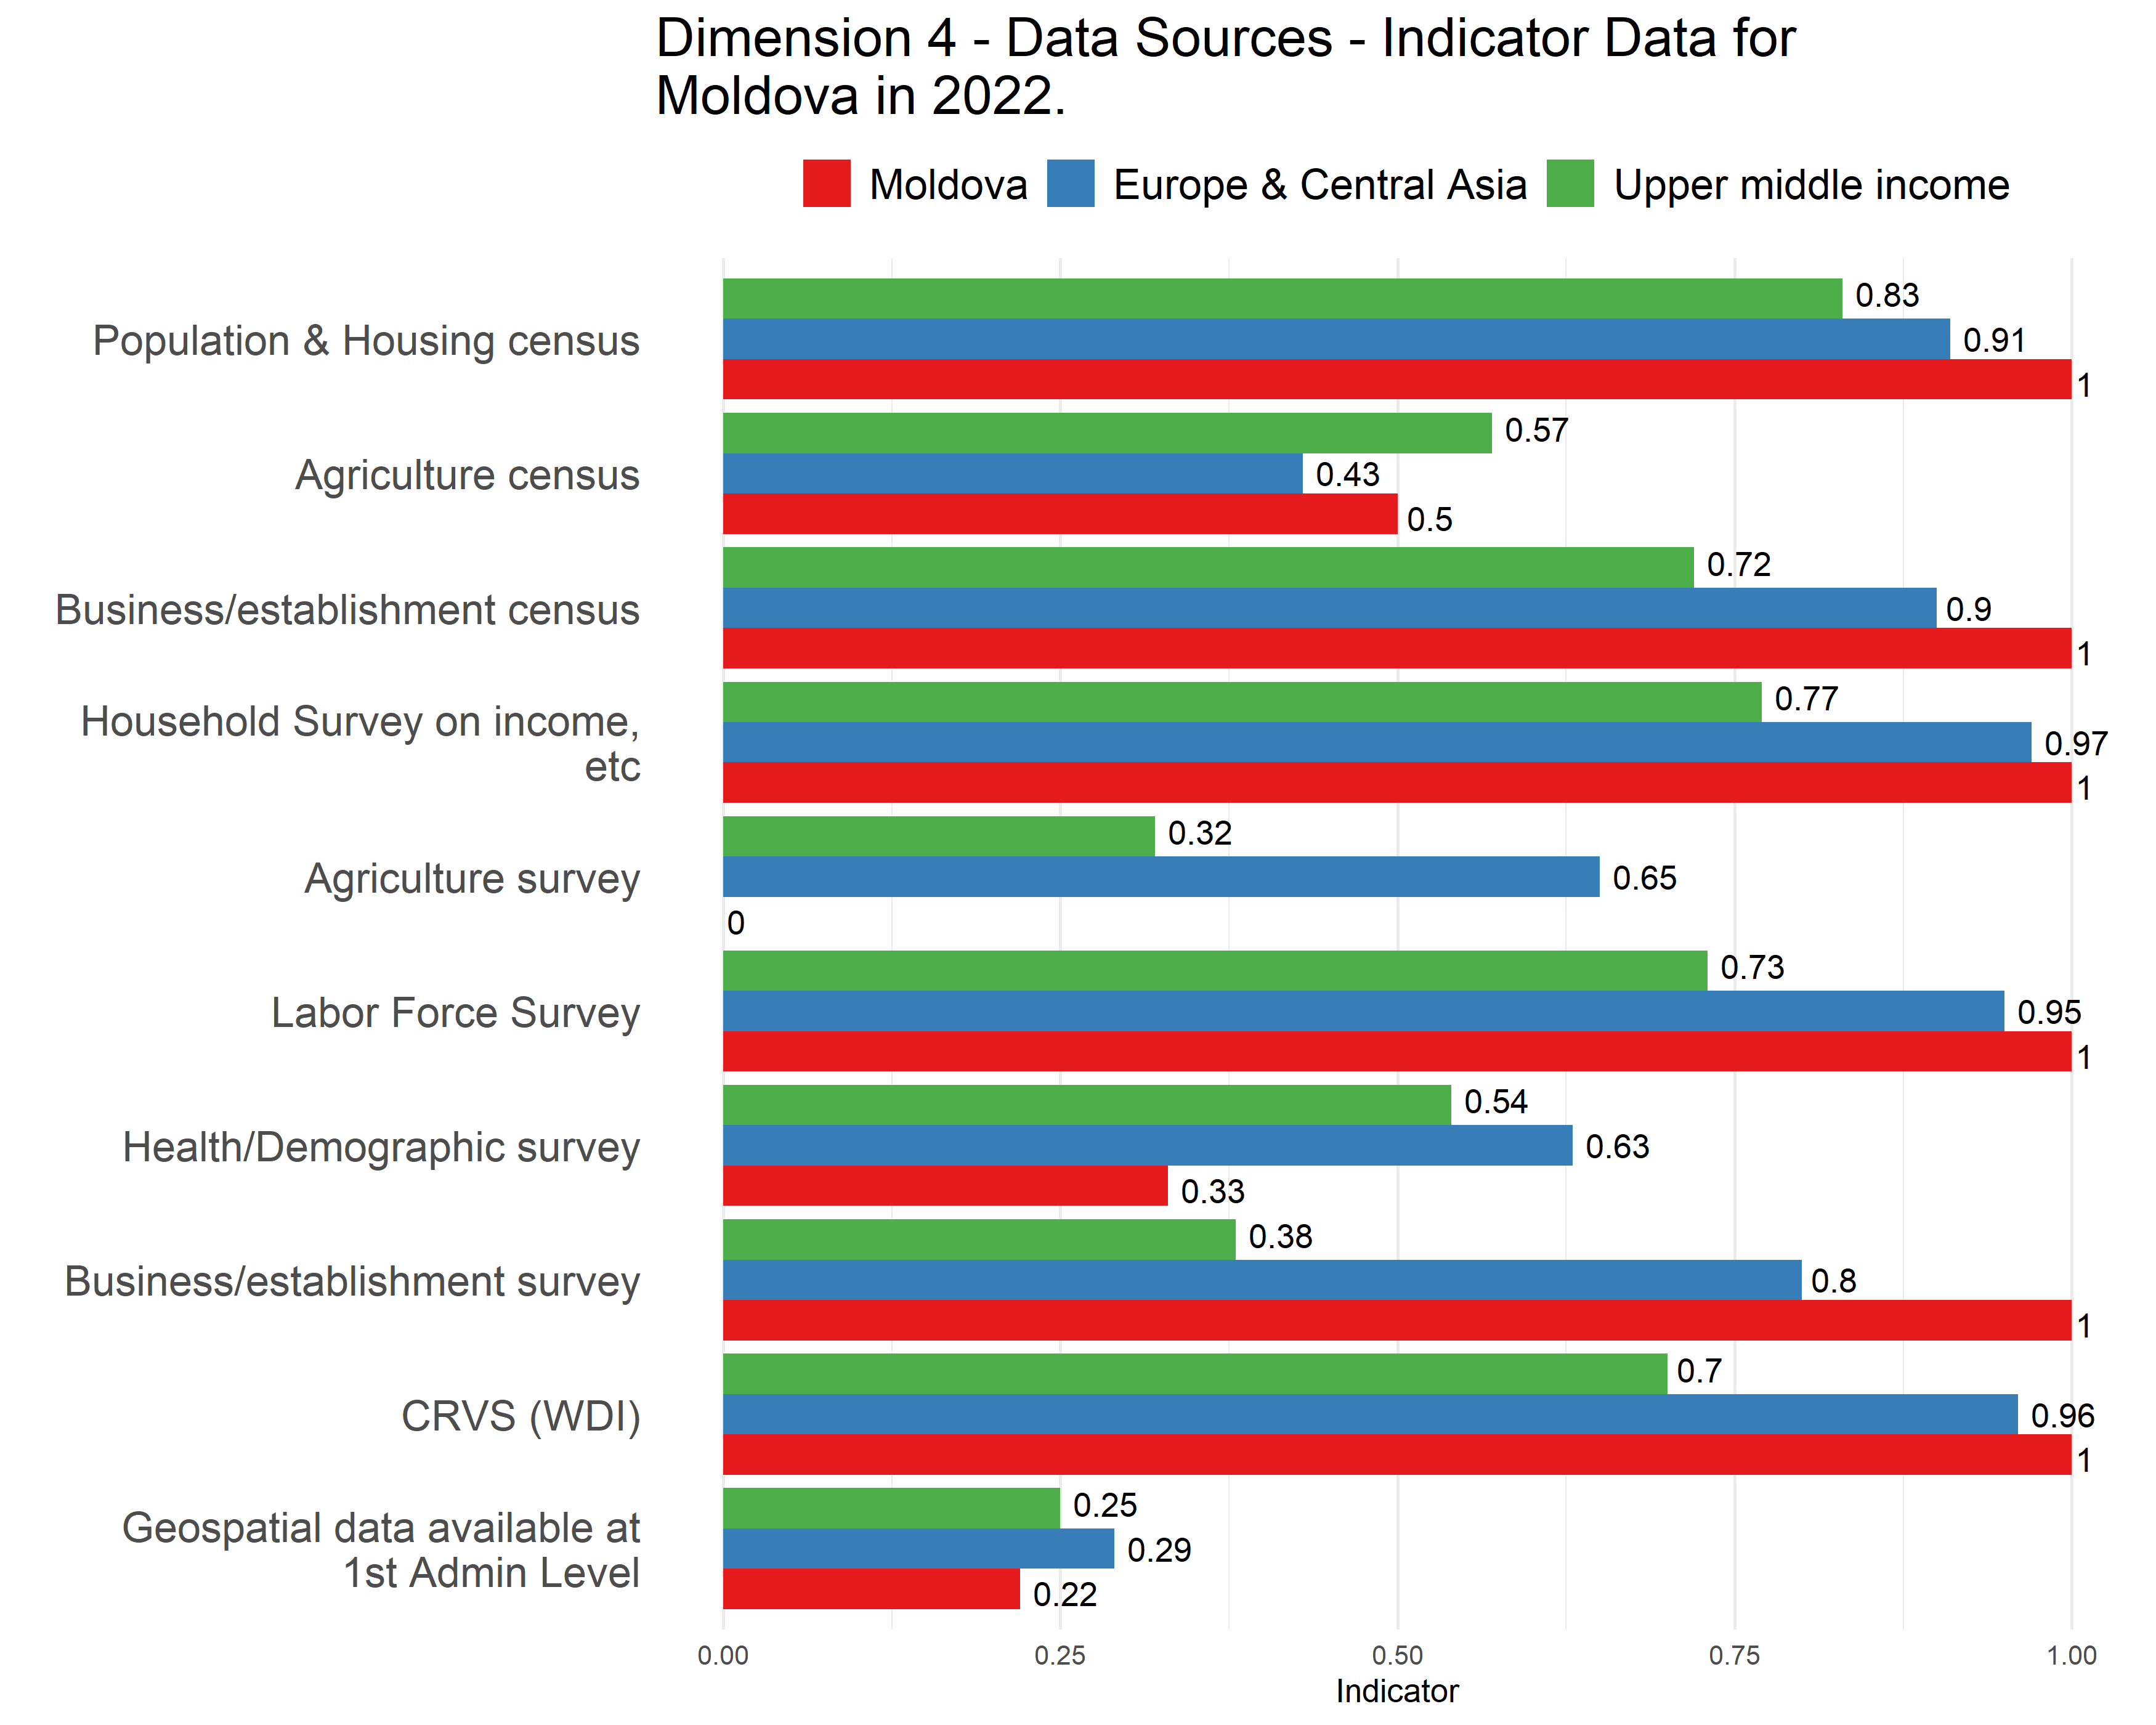 Dimension 4 - Data Sources - Indicator Data for
Moldova in 2022.
Moldova Europe & Central Asia Upper middle income
Population & Housing census
0.83
0.91
1
Agriculture census
0.57
0.43
0.5
Business/establishment census
0.72
0.9
1
Household Survey on income,
etc
0.77
0.97
1
Agriculture survey
0.32
0.65
0
Labor Force Survey
0.73
0.95
1
Health/Demographic survey
0.54
0.63
0.33
Business/establishment survey
0.38
0.8
1
CRVS (WDI)
0.7
0.96
1
Geospatial data available at
1st Admin Level
0.25
0.29
0.22
0.00 0.25 0.50 0.75 1.00
Indicator